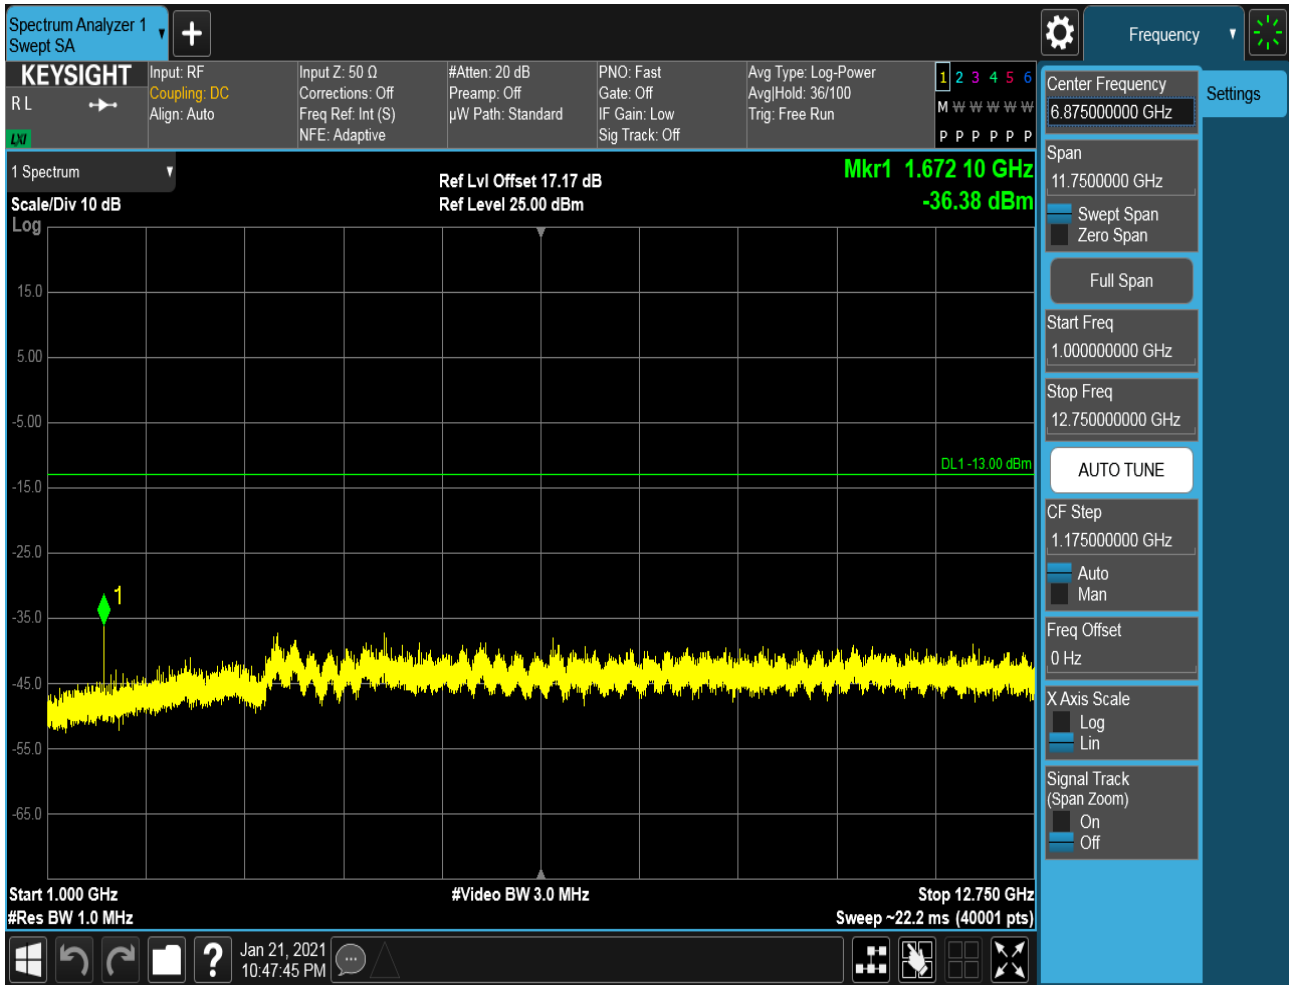 Spectrum Analyzer 1
Swept SA
Frequency
KEYSIGHT
R L
LXI
Input: RF
Coupling: DC
Align: Auto
Input Z: 50 Ω
Corrections: Off
Freq Ref: Int (S)
NFE: Adaptive
#Atten: 20 dB
Preamp: Off
µW Path: Standard
PNO: Fast
Gate: Off
IF Gain: Low
Sig Track: Off
Avg Type: Log-Power
Avg|Hold: 36/100
Trig: Free Run
1 2 3 4 5 6
M W W W W W
P P P P P P
1 Spectrum
Scale/Div 10 dB
Log
Ref Lvl Offset 17.17 dB
Ref Level 25.00 dBm
Mkr1 1.672 10 GHz
-36.38 dBm
15.0
5.00
-5.00
-15.0
-25.0
-35.0
-45.0
-55.0
-65.0
DL1 -13.00 dBm
1
Start 1.000 GHz
#Res BW 1.0 MHz
#Video BW 3.0 MHz
Stop 12.750 GHz
Sweep ~22.2 ms (40001 pts)
Center Frequency
6.875000000 GHz
Settings
Span
11.7500000 GHz
Swept Span
Zero Span
Full Span
Start Freq
1.000000000 GHz
Stop Freq
12.750000000 GHz
AUTO TUNE
CF Step
1.175000000 GHz
Auto
Man
Freq Offset
0 Hz
X Axis Scale
Log
Lin
Signal Track
(Span Zoom)
On
Off
?
Jan 21, 2021
10:47:45 PM